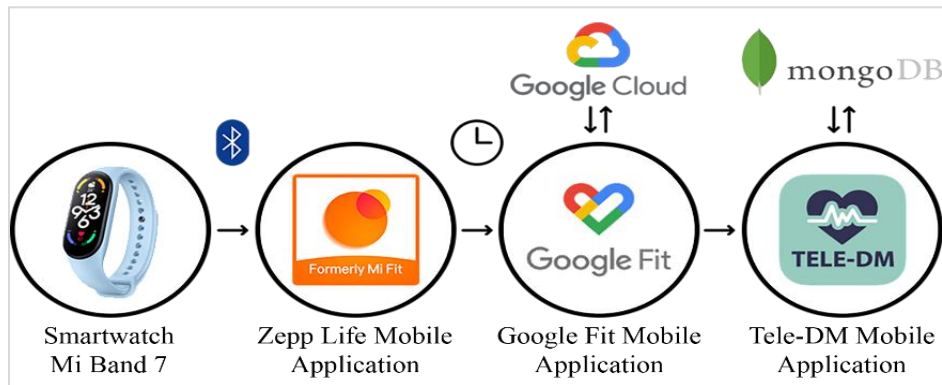 Google Cloud
mongoDB
Formerly Mi Fit
Google Fit
TELE-DM
Smartwatch
Mi Band 7
Zepp Life Mobile
Application
Google Fit Mobile
Application
Tele-DM Mobile
Application